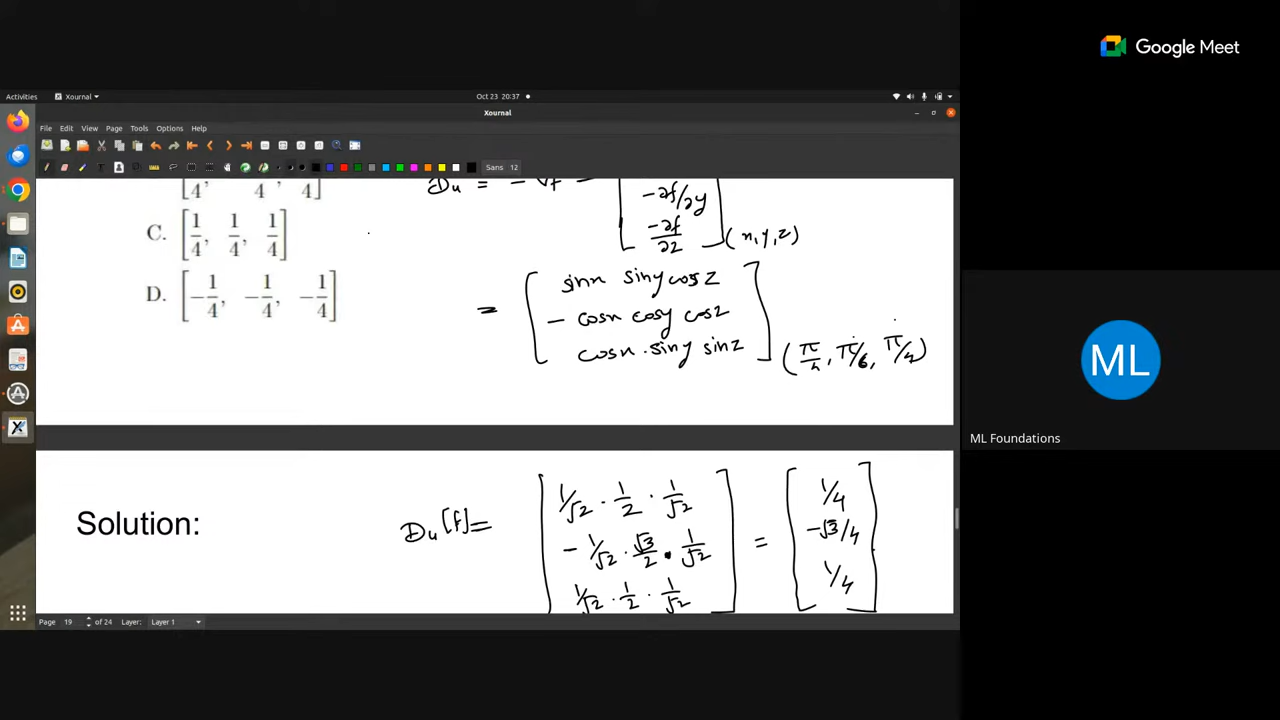 Google Meet
Activities Xournal Oct 23 20:37
Xournal
File Edit View Page Tools Options Help
Sans 12
[ 4, 4, 4 ]
C. [1/4, 1/4, 1/4]
D. [-1/4, -1/4, -1/4]
Du = - ∇f =
-∂f/∂y
-∂f/∂z (x,y,z)
= [ sinx siny cosz
- cosx cosy cosz
cosx . siny sinz ] (π/4, π/6, π/4)
Solution:
Du [f] = [ 1/√2 . 1/2 . 1/√2
- 1/√2 . √3/2 . 1/√2
1/√2 . 1/2 . 1/√2 ] = [ 1/4
-√3/4
1/4 ]
ML
ML Foundations
Page 19 of 24 Layer: Layer 1